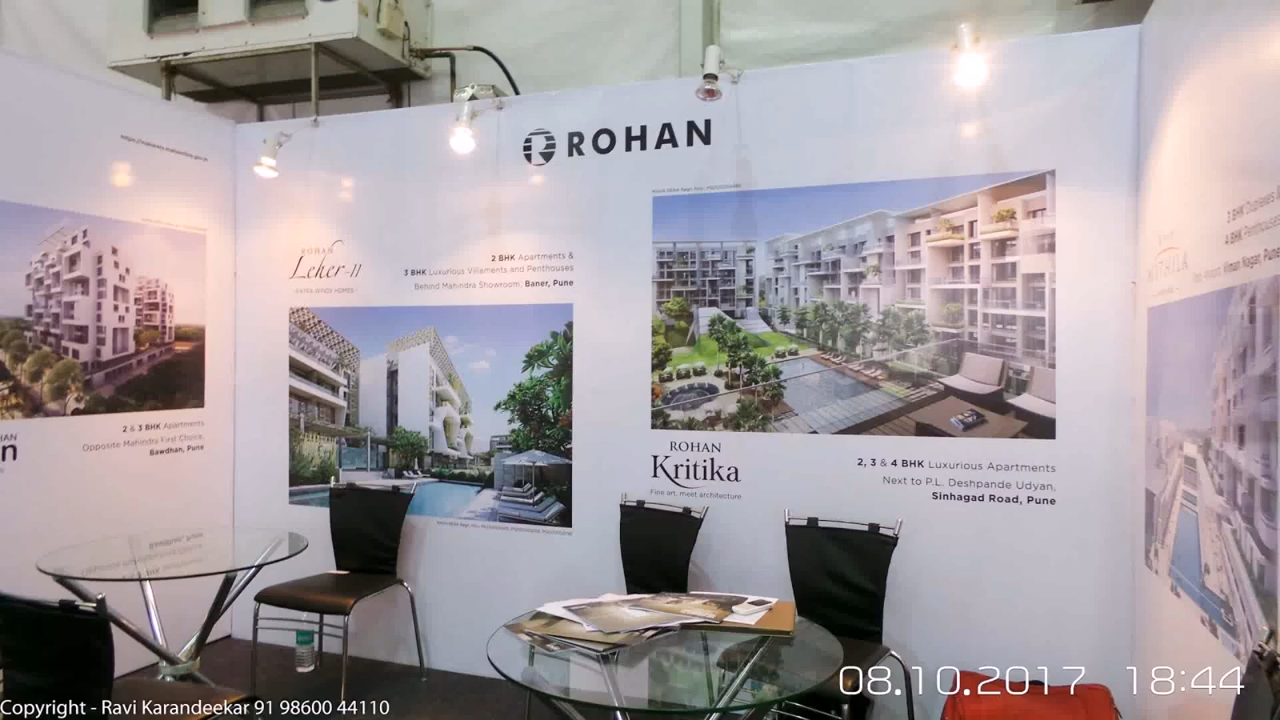 ROHAN
ROHAN
Leher-II
2 BHK Apartments &
3 BHK Luxurious Villaments and Penthouses
Behind Mahindra Showroom, Baner, Pune
2 & 3 BHK Apartments
Opposite Mahindra First Choice,
Bawdhan, Pune
ROHAN
Kritika
Fine art, meet architecture
2, 3 & 4 BHK Luxurious Apartments
Next to P.L. Deshpande Udyan,
Sinhagad Road, Pune
3 BHK Duplexes &
4 BHK Penthouses
Viman Nagar, Pune
08.10.2017 18:44
Copyright - Ravi Karandeekar 91 98600 44110